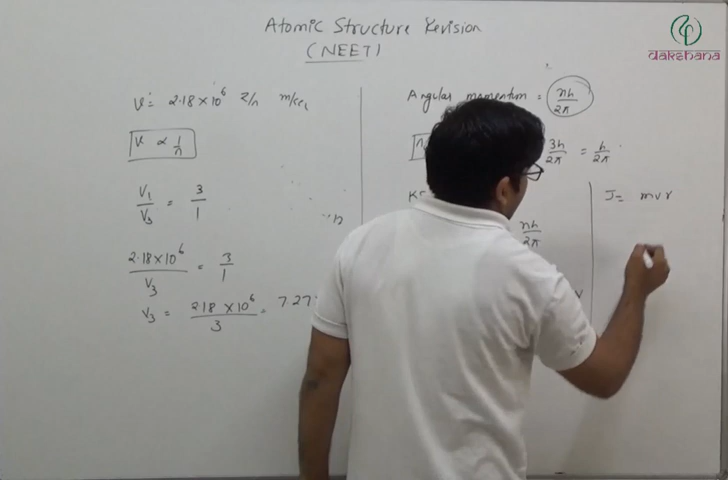 Atomic Structure Revision
(NEET)
dakshana
V = 2.18 × 10⁶ Z/n m/sec
V ∝ 1/n
V₁/V₃ = 3/1
2.18 × 10⁶/V₃ = 3/1
V₃ = 2.18 × 10⁶/3 = 7.27
Angular momentum = nh/2π
3h/2π = h/2π
nh/2π
J = mvr